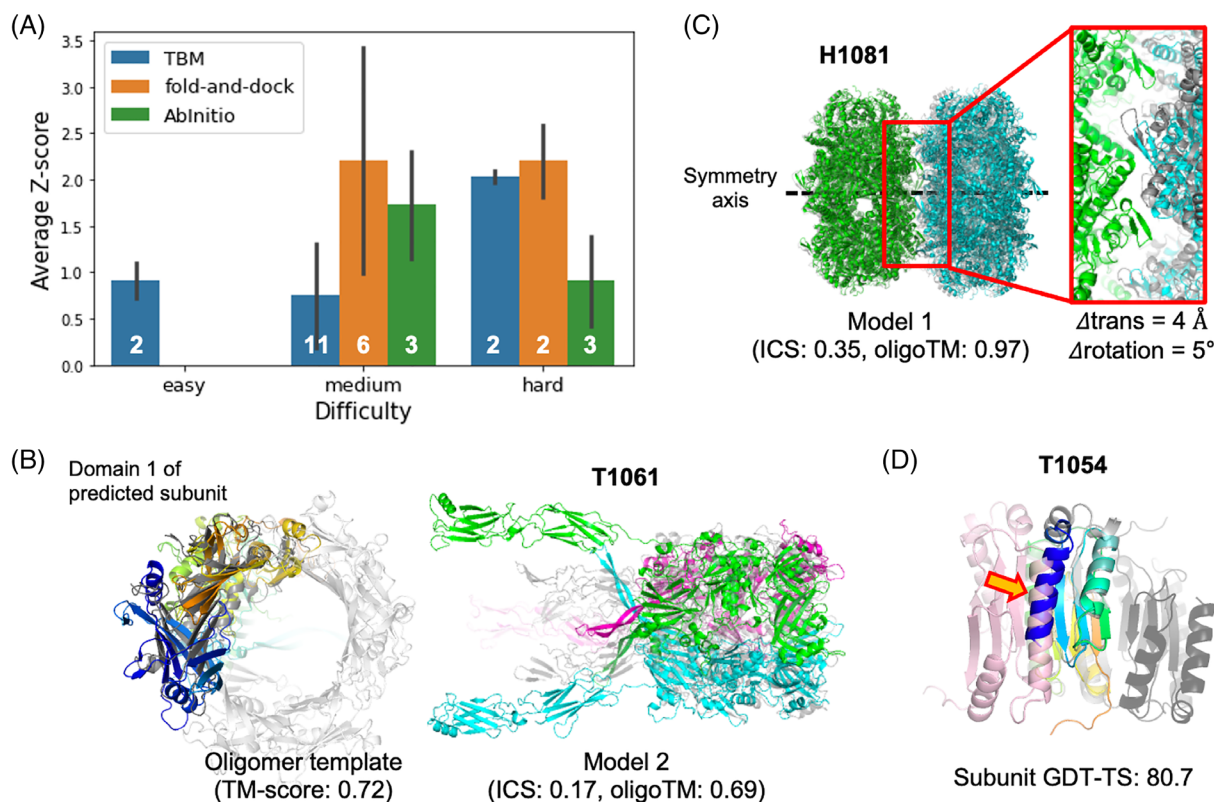 (A)
3.5
3.0
2.5
2.0
1.5
1.0
0.5
0.0
Average Z-score
TBM
fold-and-dock
AbInitio
2
11
6
3
2
2
3
easy
medium
hard
Difficulty
(C)
H1081
Symmetry
axis
Model 1
(ICS: 0.35, oligoTM: 0.97)
Δtrans = 4 Å
Δrotation = 5°
(B)
Domain 1 of
predicted subunit
Oligomer template
(TM-score: 0.72)
T1061
Model 2
(ICS: 0.17, oligoTM: 0.69)
(D)
T1054
Subunit GDT-TS: 80.7